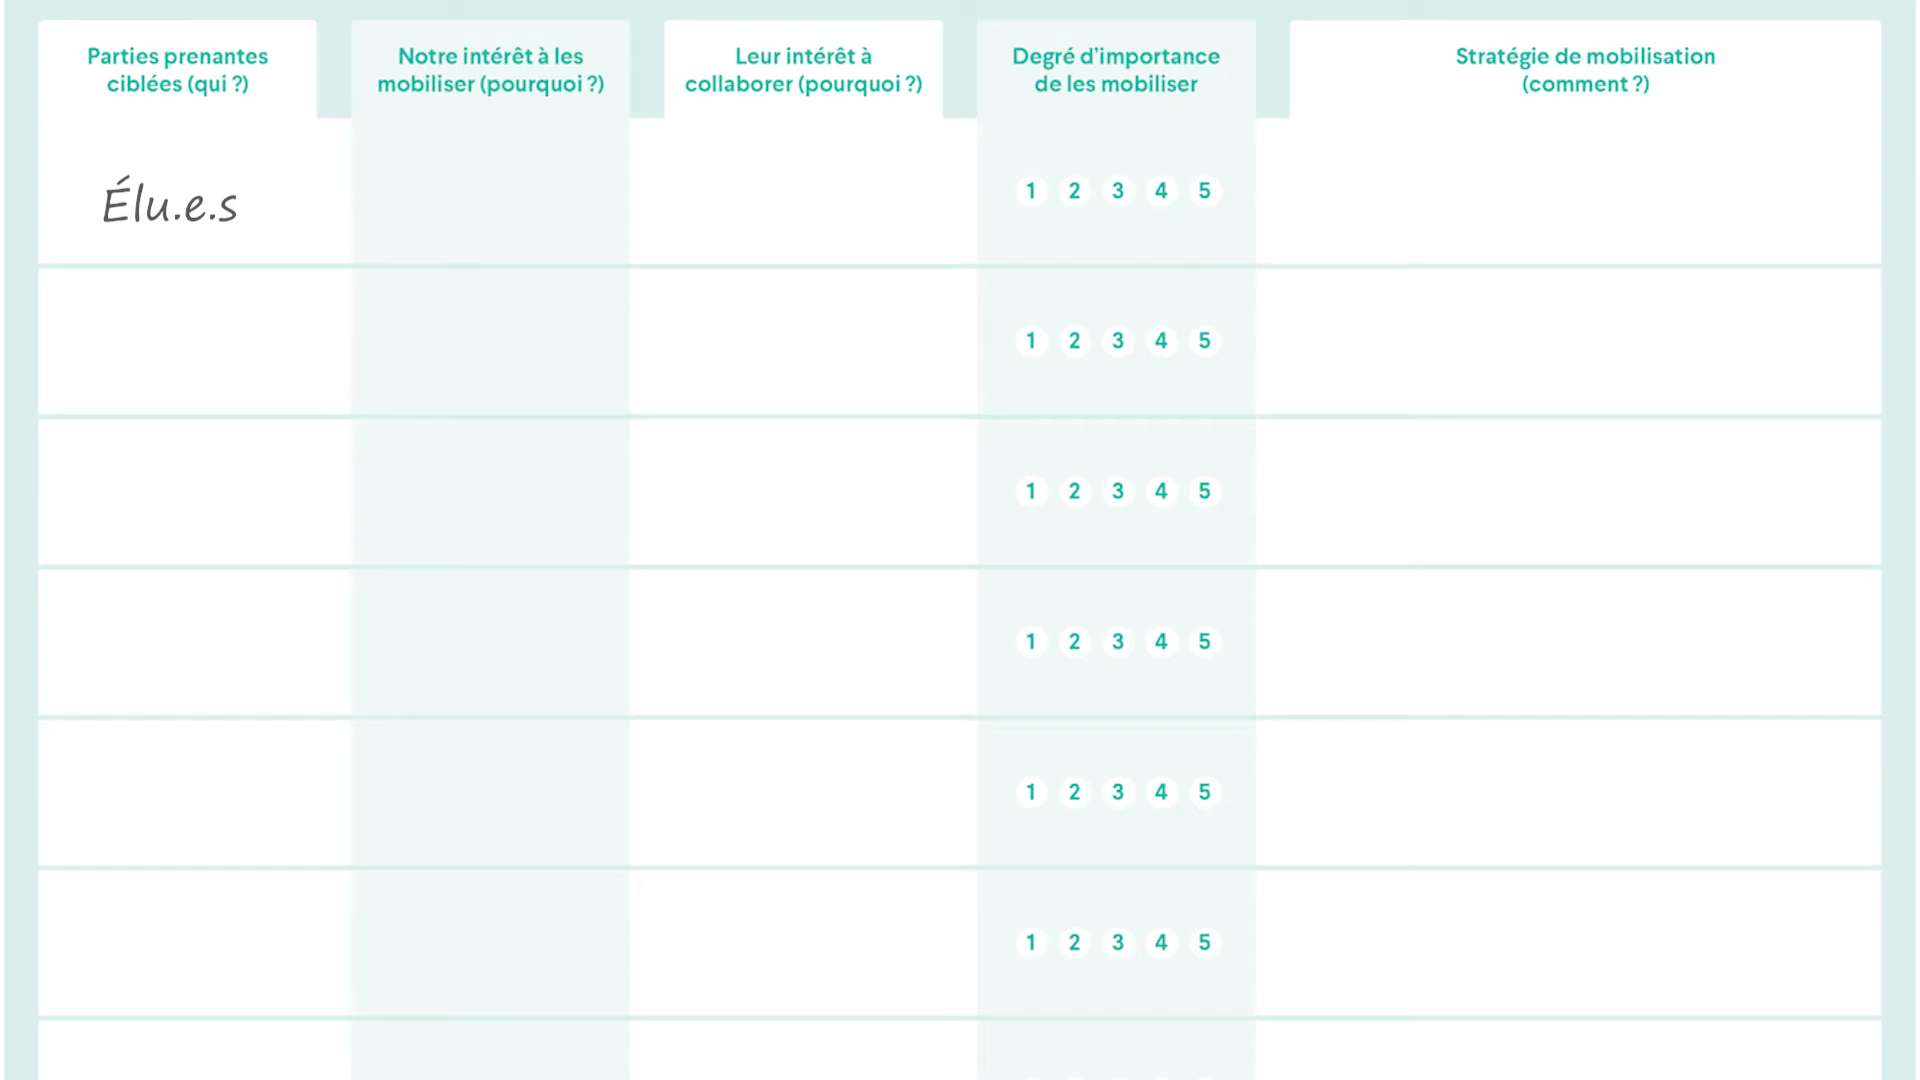 Parties prenantes
ciblées (qui ?)
Notre intérêt à les
mobiliser (pourquoi ?)
Leur intérêt à
collaborer (pourquoi ?)
Degré d’importance
de les mobiliser
Stratégie de mobilisation
(comment ?)
Élu.e.s
1 2 3 4 5
1 2 3 4 5
1 2 3 4 5
1 2 3 4 5
1 2 3 4 5
1 2 3 4 5